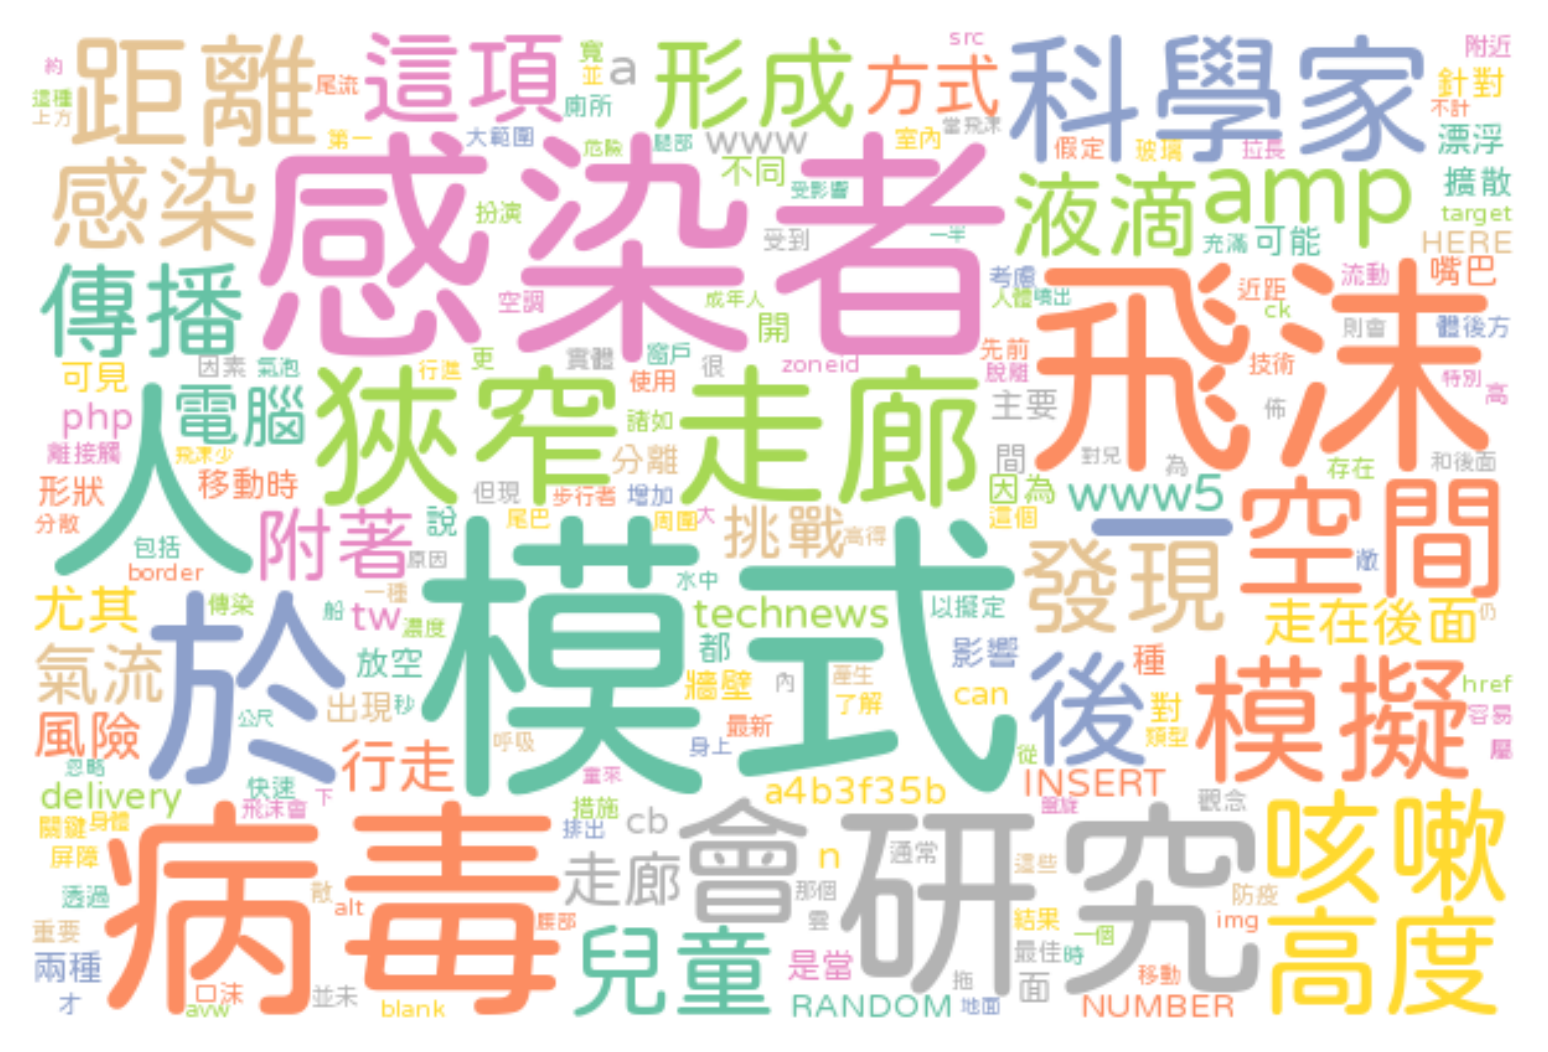 約
距離
尾流
這項
寬
並
a
形成
src
方式
科學家
附近
針對
不計
這種
上方
廁所
第一
大範圍
危險
腿部
www
當飛沫
室內
假定
玻璃
拉長
漂浮
感染
感染者
扮演
不同
受影響
液滴
amp
擴散
target
受到
一半
充滿
可能
HERE
傳播
空調
成年人
開
考慮
人體
噴出
飛沫
近距
ck
流動
嘴巴
則會
體後方
因素
氣泡
行進
更
實體
窗戶
很
zoneid
先前
脫離
技術
特別
高
可見
電腦
狹窄
使用
諸如
走廊
主要
佈
php
人
離接觸
飛沫少
分離
間
對兒
為
存在
和後面
形狀
移動時
但現
步行者
增加
因為
www5
空間
分散
附著
說
尾巴
周圍
大
挑戰
高得
這個
一
包括
原因
模式
發現
敞
border
水中
尤其
傳染
於
船
一種
tw
濃度
technews
以擬定
走在後面
仍
氣流
放空
都
影響
後
種
模擬
href
牆壁
內
產生
了解
can
出現
秒
對
類型
容易
屋
風險
公尺
行走
呼吸
身上
最新
從
忽略
快速
童來
INSERT
delivery
飛沫會
下
措施
a4b3f35b
風旋
觀念
咳嗽
關鍵
身體
病毒
排出
cb
會
研究
屏障
走廊
n
通常
這些
透過
散
alt
那個
防疫
重要
腰部
雲
結果
一個
img
高度
兩種
兒童
是當
最佳
時
才
口沫
並未
面
拖
移動
avw
blank
RANDOM
地面
NUMBER